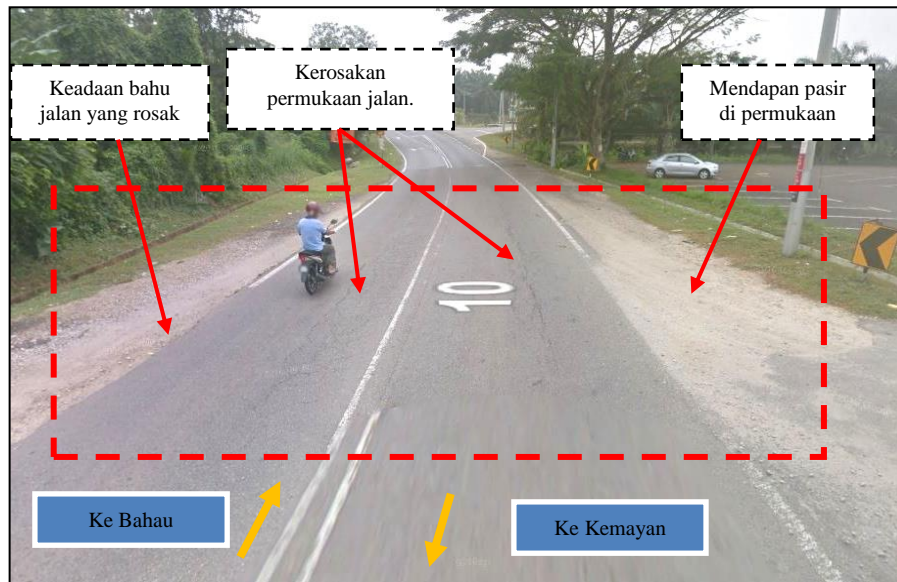 Keadaan bahu
jalan yang rosak
Kerosakan
permukaan jalan.
Mendapan pasir
di permukaan
10
Ke Bahau
Ke Kemayan